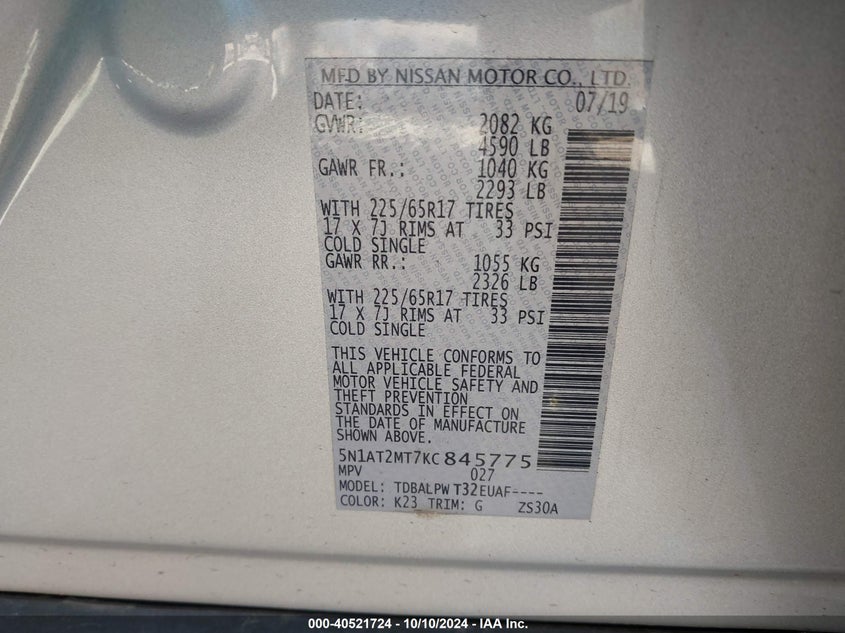 MFD BY NISSAN MOTOR CO., LTD.
DATE: 07/19
GVWR: 2082 KG
4590 LB
GAWR FR.: 1040 KG
2293 LB
WITH 225/65R17 TIRES
17 X 7J RIMS AT 33 PSI
COLD SINGLE
GAWR RR.: 1055 KG
2326 LB
WITH 225/65R17 TIRES
17 X 7J RIMS AT 33 PSI
COLD SINGLE
THIS VEHICLE CONFORMS TO
ALL APPLICABLE FEDERAL
MOTOR VEHICLE SAFETY AND
THEFT PREVENTION
STANDARDS IN EFFECT ON
THE DATE OF MANUFACTURE
SHOWN ABOVE.
5N1AT2MT7KC845775
MPV 027
MODEL: TDBALPW T32EUAF----
COLOR: K23 TRIM: G ZS30A
000-40521724 - 10/10/2024 - IAA Inc.